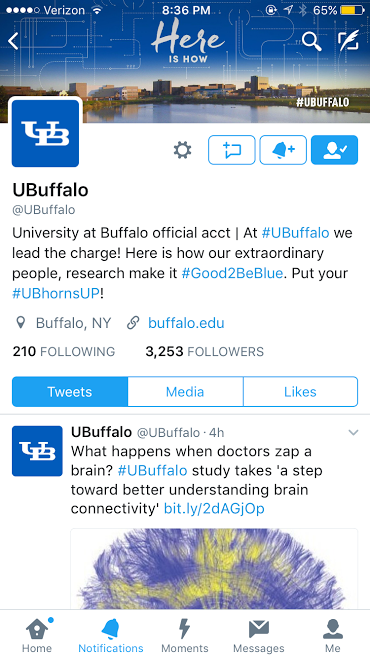 Verizon 8:36 PM 65%
Here
IS HOW
#UBUFFALO
UB
UBuffalo
@UBuffalo
University at Buffalo official acct | At #UBuffalo we
lead the charge! Here is how our extraordinary
people, research make it #Good2BeBlue. Put your
#UBhornsUP!
Buffalo, NY buffalo.edu
210 FOLLOWING 3,253 FOLLOWERS
Tweets Media Likes
UB
UBuffalo @UBuffalo · 4h
What happens when doctors zap a
brain? #UBuffalo study takes 'a step
toward better understanding brain
connectivity' bit.ly/2dAGjOp
Home Notifications Moments Messages Me